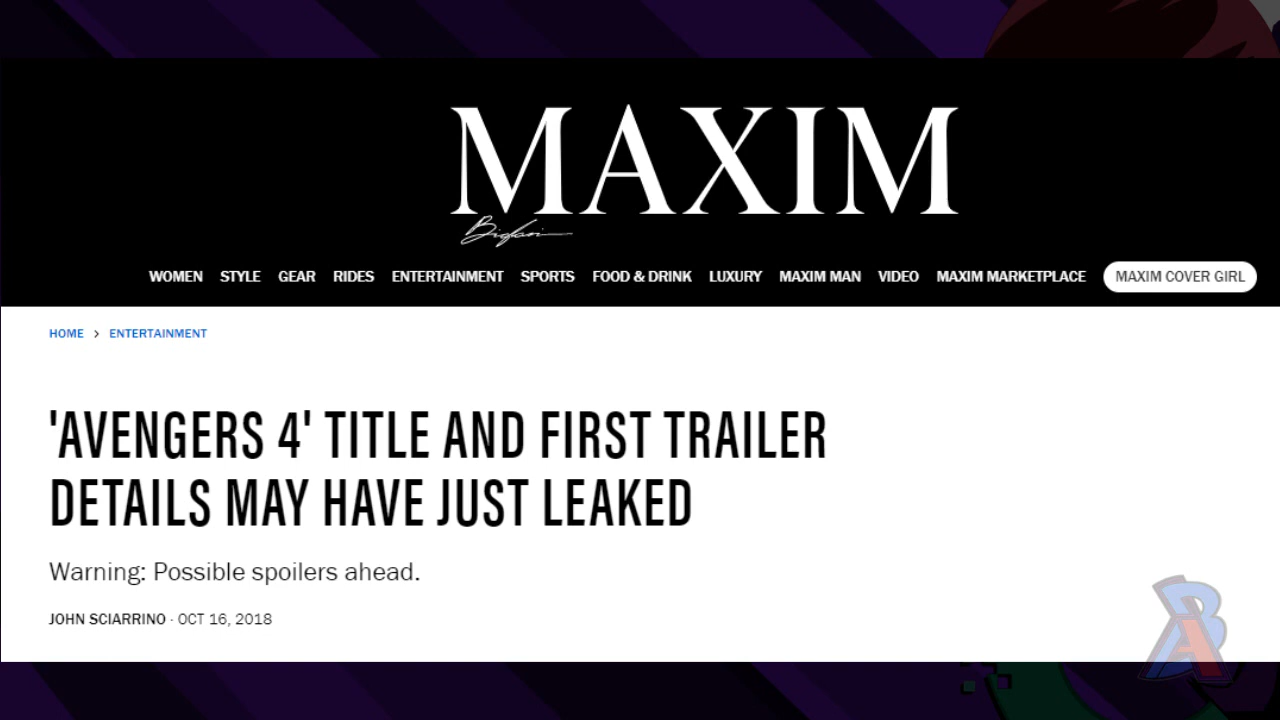 MAXIM
Biglari
WOMEN STYLE GEAR RIDES ENTERTAINMENT SPORTS FOOD & DRINK LUXURY MAXIM MAN VIDEO MAXIM MARKETPLACE MAXIM COVER GIRL
HOME > ENTERTAINMENT
'AVENGERS 4' TITLE AND FIRST TRAILER
DETAILS MAY HAVE JUST LEAKED
Warning: Possible spoilers ahead.
JOHN SCIARRINO · OCT 16, 2018
AB